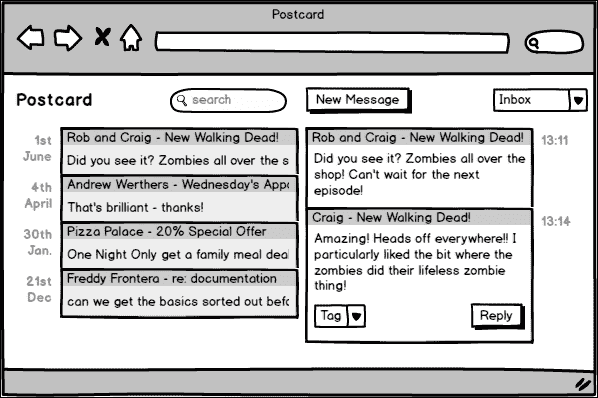 Postcard
Postcard
search
New Message
Inbox
1st
June
Rob and Craig - New Walking Dead!
Did you see it? Zombies all over the s
4th
April
Andrew Werthers - Wednesday's Appo
That's brilliant - thanks!
30th
Jan.
Pizza Palace - 20% Special Offer
One Night Only get a family meal deal
21st
Dec
Freddy Frontera - re: documentation
can we get the basics sorted out befo
Rob and Craig - New Walking Dead!
13:11
Did you see it? Zombies all over the
shop! Can't wait for the next
episode!
Craig - New Walking Dead!
13:14
Amazing! Heads off everywhere!! I
particularly liked the bit where the
zombies did their lifeless zombie
thing!
Tag
Reply